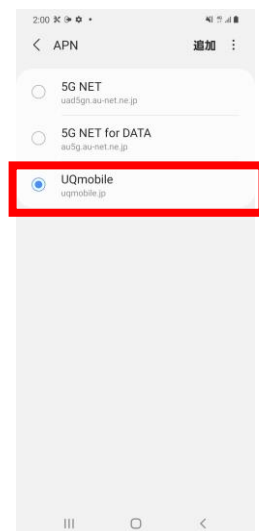 2:00
APN 追加
5G NET
uad5gn.au-net.ne.jp
5G NET for DATA
au5g.au-net.ne.jp
UQmobile
uqmobile.jp